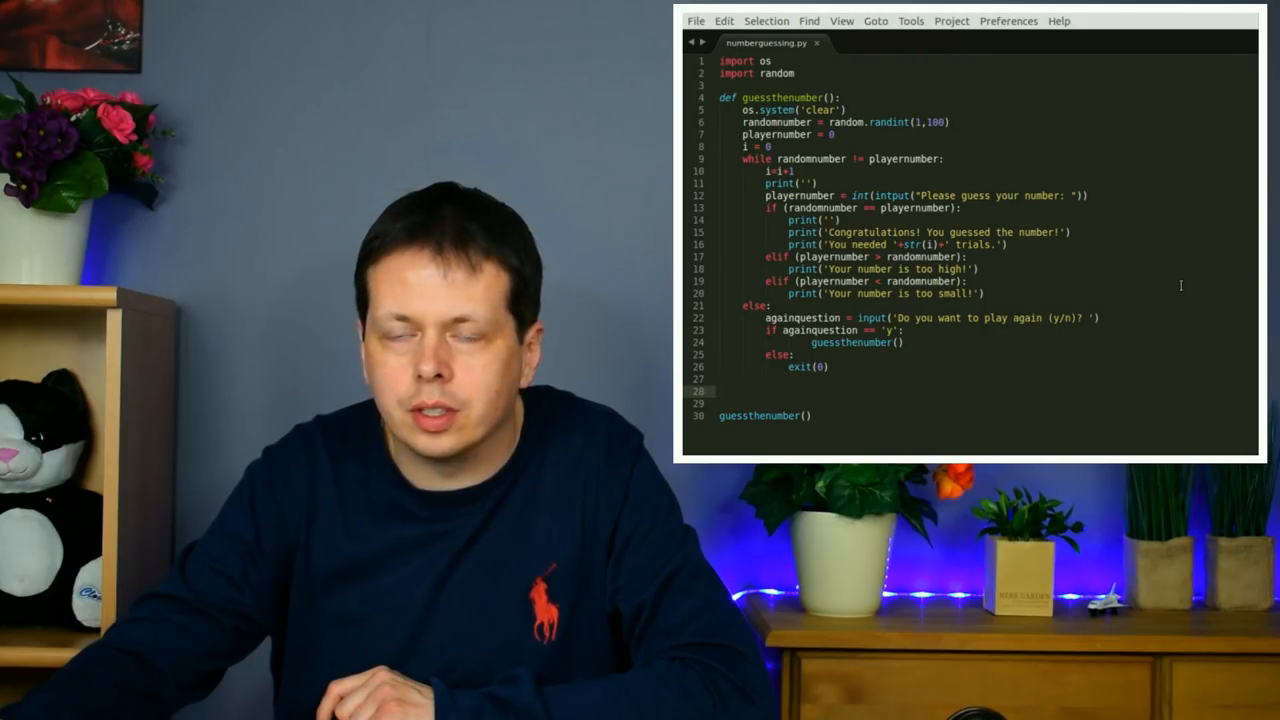 File Edit Selection Find View Goto Tools Project Preferences Help
numberguessing.py ×
1 import os
2 import random
3
4 def guessthenumber():
5 os.system('clear')
6 randomnumber = random.randint(1,100)
7 playernumber = 0
8 i = 0
9 while randomnumber != playernumber:
10 i=i+1
11 print('')
12 playernumber = int(intput("Please guess your number: "))
13 if (randomnumber == playernumber):
14 print('')
15 print('Congratulations! You guessed the number!')
16 print('You needed '+str(i)+' trials.')
17 elif (playernumber > randomnumber):
18 print('Your number is too high!')
19 elif (playernumber < randomnumber):
20 print('Your number is too small!')
21 else:
22 againquestion = input('Do you want to play again (y/n)? ')
23 if againquestion == 'y':
24 guessthenumber()
25 else:
26 exit(0)
27
28
29
30 guessthenumber()
HERB GARDEN